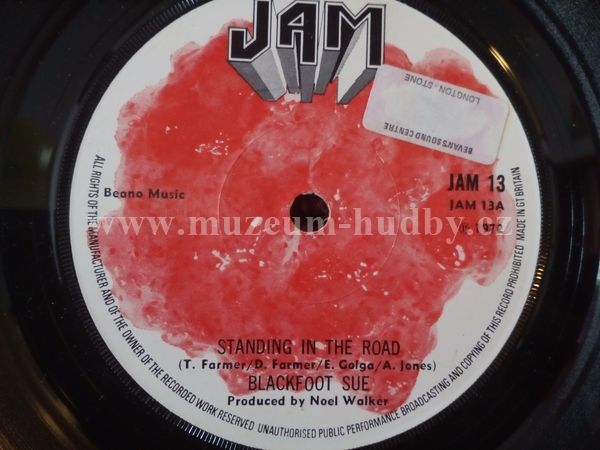 JAM
BEVAN'S SOUND CENTRE
LONGTON . STONE
Beano Music
JAM 13
JAM 13A
℗ 1972
www.muzeum-hudby.cz
STANDING IN THE ROAD
(T. Farmer/D. Farmer/E. Golga/A. Jones)
BLACKFOOT SUE
Produced by Noel Walker
ALL RIGHTS OF THE MANUFACTURER AND OF THE OWNER OF THE RECORDED WORK RESERVED UNAUTHORISED PUBLIC PERFORMANCE BROADCASTING AND COPYING OF THIS RECORD PROHIBITED MADE IN GT BRITAIN